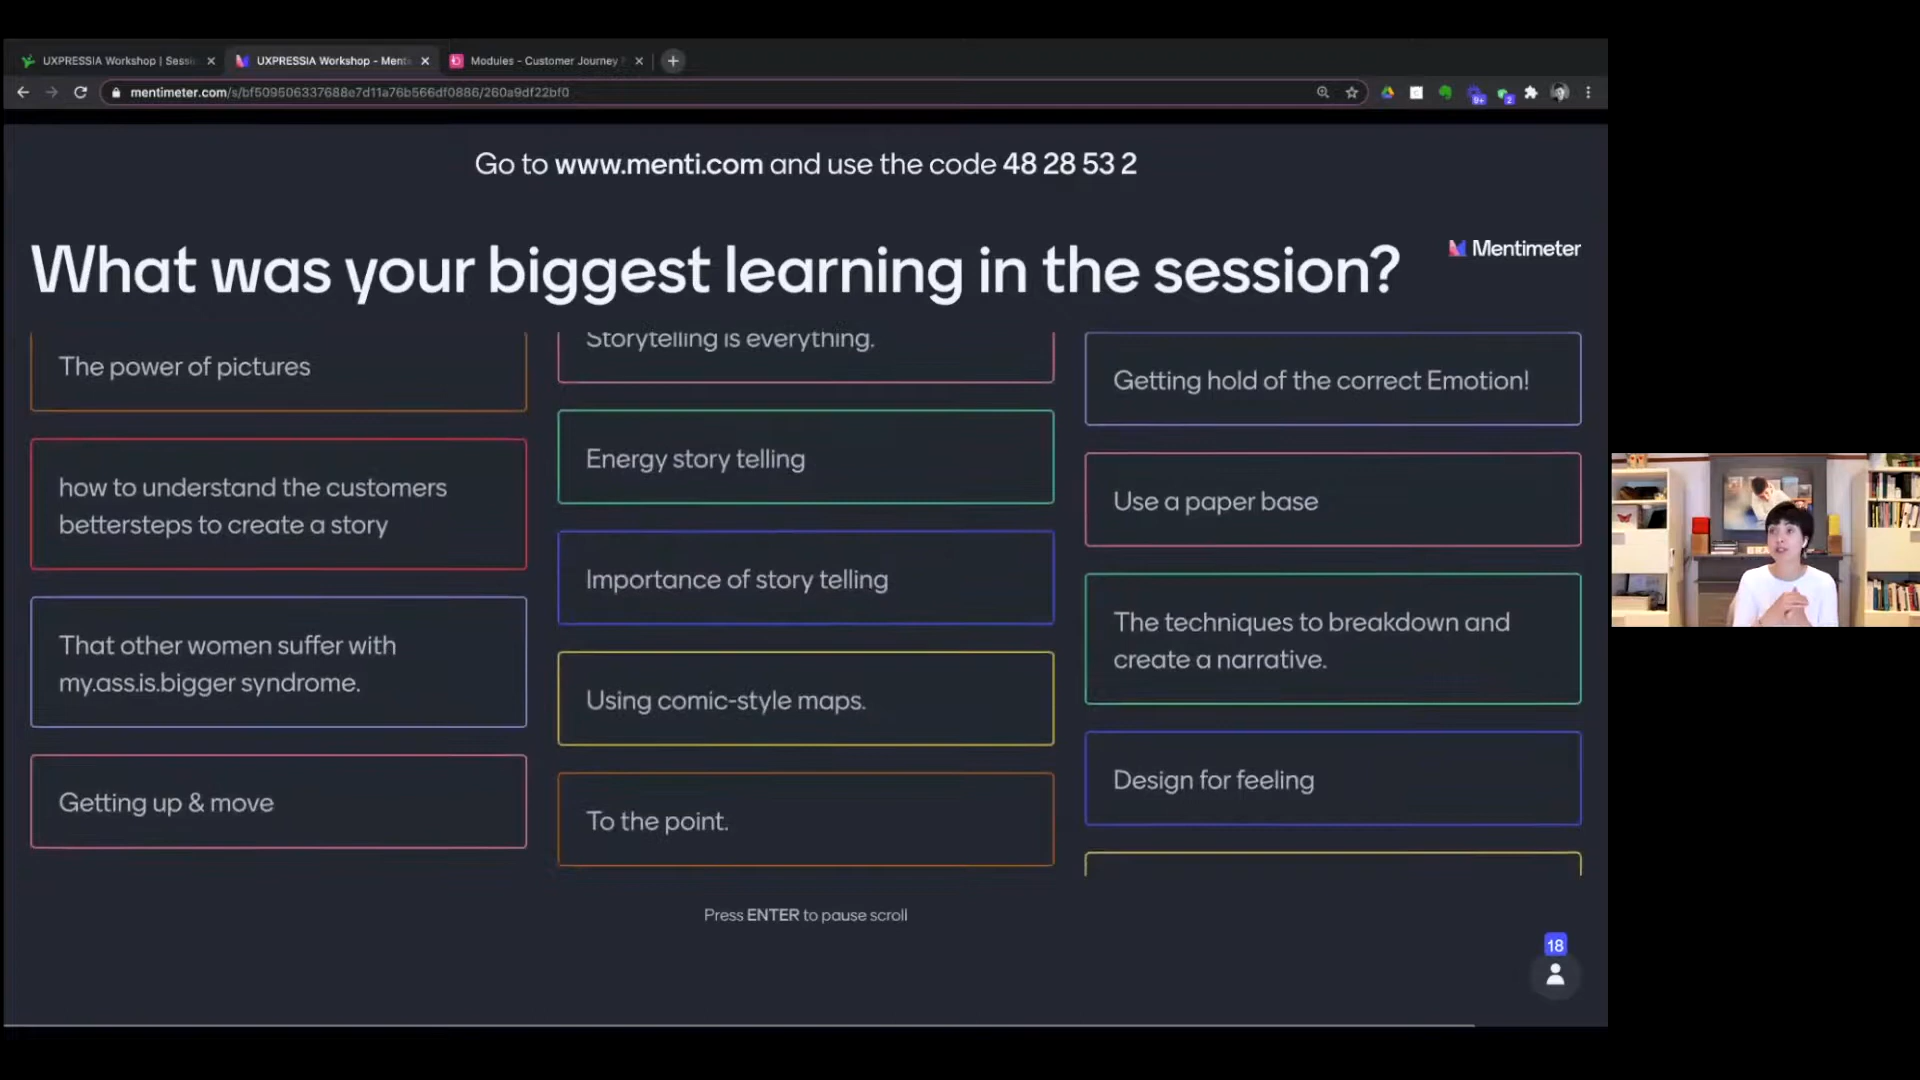 UXPRESSIA Workshop | Sessi
UXPRESSIA Workshop - Menti
Modules - Customer Journey
mentimeter.com/s/bf509506337688e7d11a76b566df0886/260a9df22bf0
9+
2
Go to www.menti.com and use the code 48 28 53 2
What was your biggest learning in the session?
Mentimeter
The power of pictures
how to understand the customers
bettersteps to create a story
That other women suffer with
my.ass.is.bigger syndrome.
Getting up & move
Storytelling is everything.
Energy story telling
Importance of story telling
Using comic-style maps.
To the point.
Getting hold of the correct Emotion!
Use a paper base
The techniques to breakdown and
create a narrative.
Design for feeling
Press ENTER to pause scroll
18